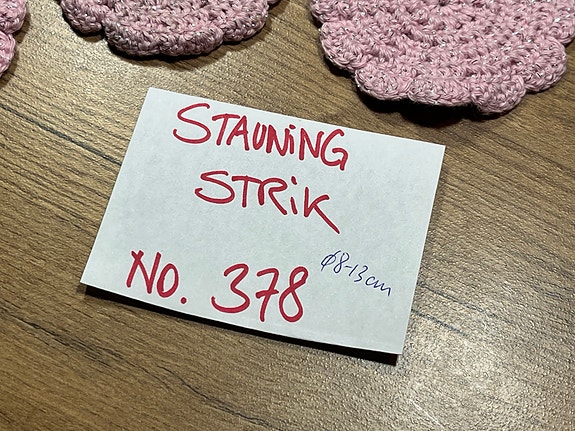 STAUNING
STRIK
No. 378
Ø8-13cm